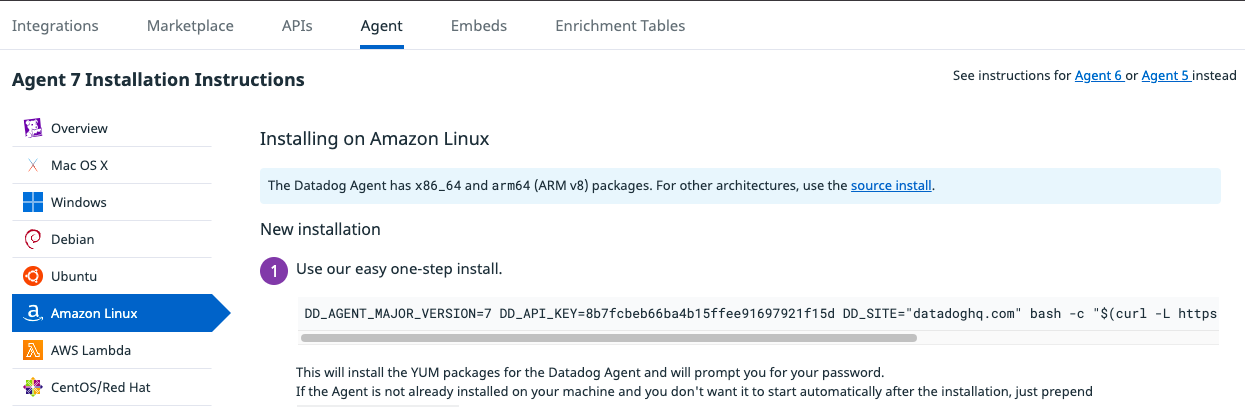 Integrations Marketplace APIs Agent Embeds Enrichment Tables
Agent 7 Installation Instructions
See instructions for Agent 6 or Agent 5 instead
Overview
Mac OS X
Windows
Debian
Ubuntu
Amazon Linux
AWS Lambda
CentOS/Red Hat
Installing on Amazon Linux
The Datadog Agent has x86_64 and arm64 (ARM v8) packages. For other architectures, use the source install.
New installation
1 Use our easy one-step install.
DD_AGENT_MAJOR_VERSION=7 DD_API_KEY=8b7fcbeb66ba4b15ffee91697921f15d DD_SITE="datadoghq.com" bash -c "$(curl -L https
This will install the YUM packages for the Datadog Agent and will prompt you for your password.
If the Agent is not already installed on your machine and you don't want it to start automatically after the installation, just prepend